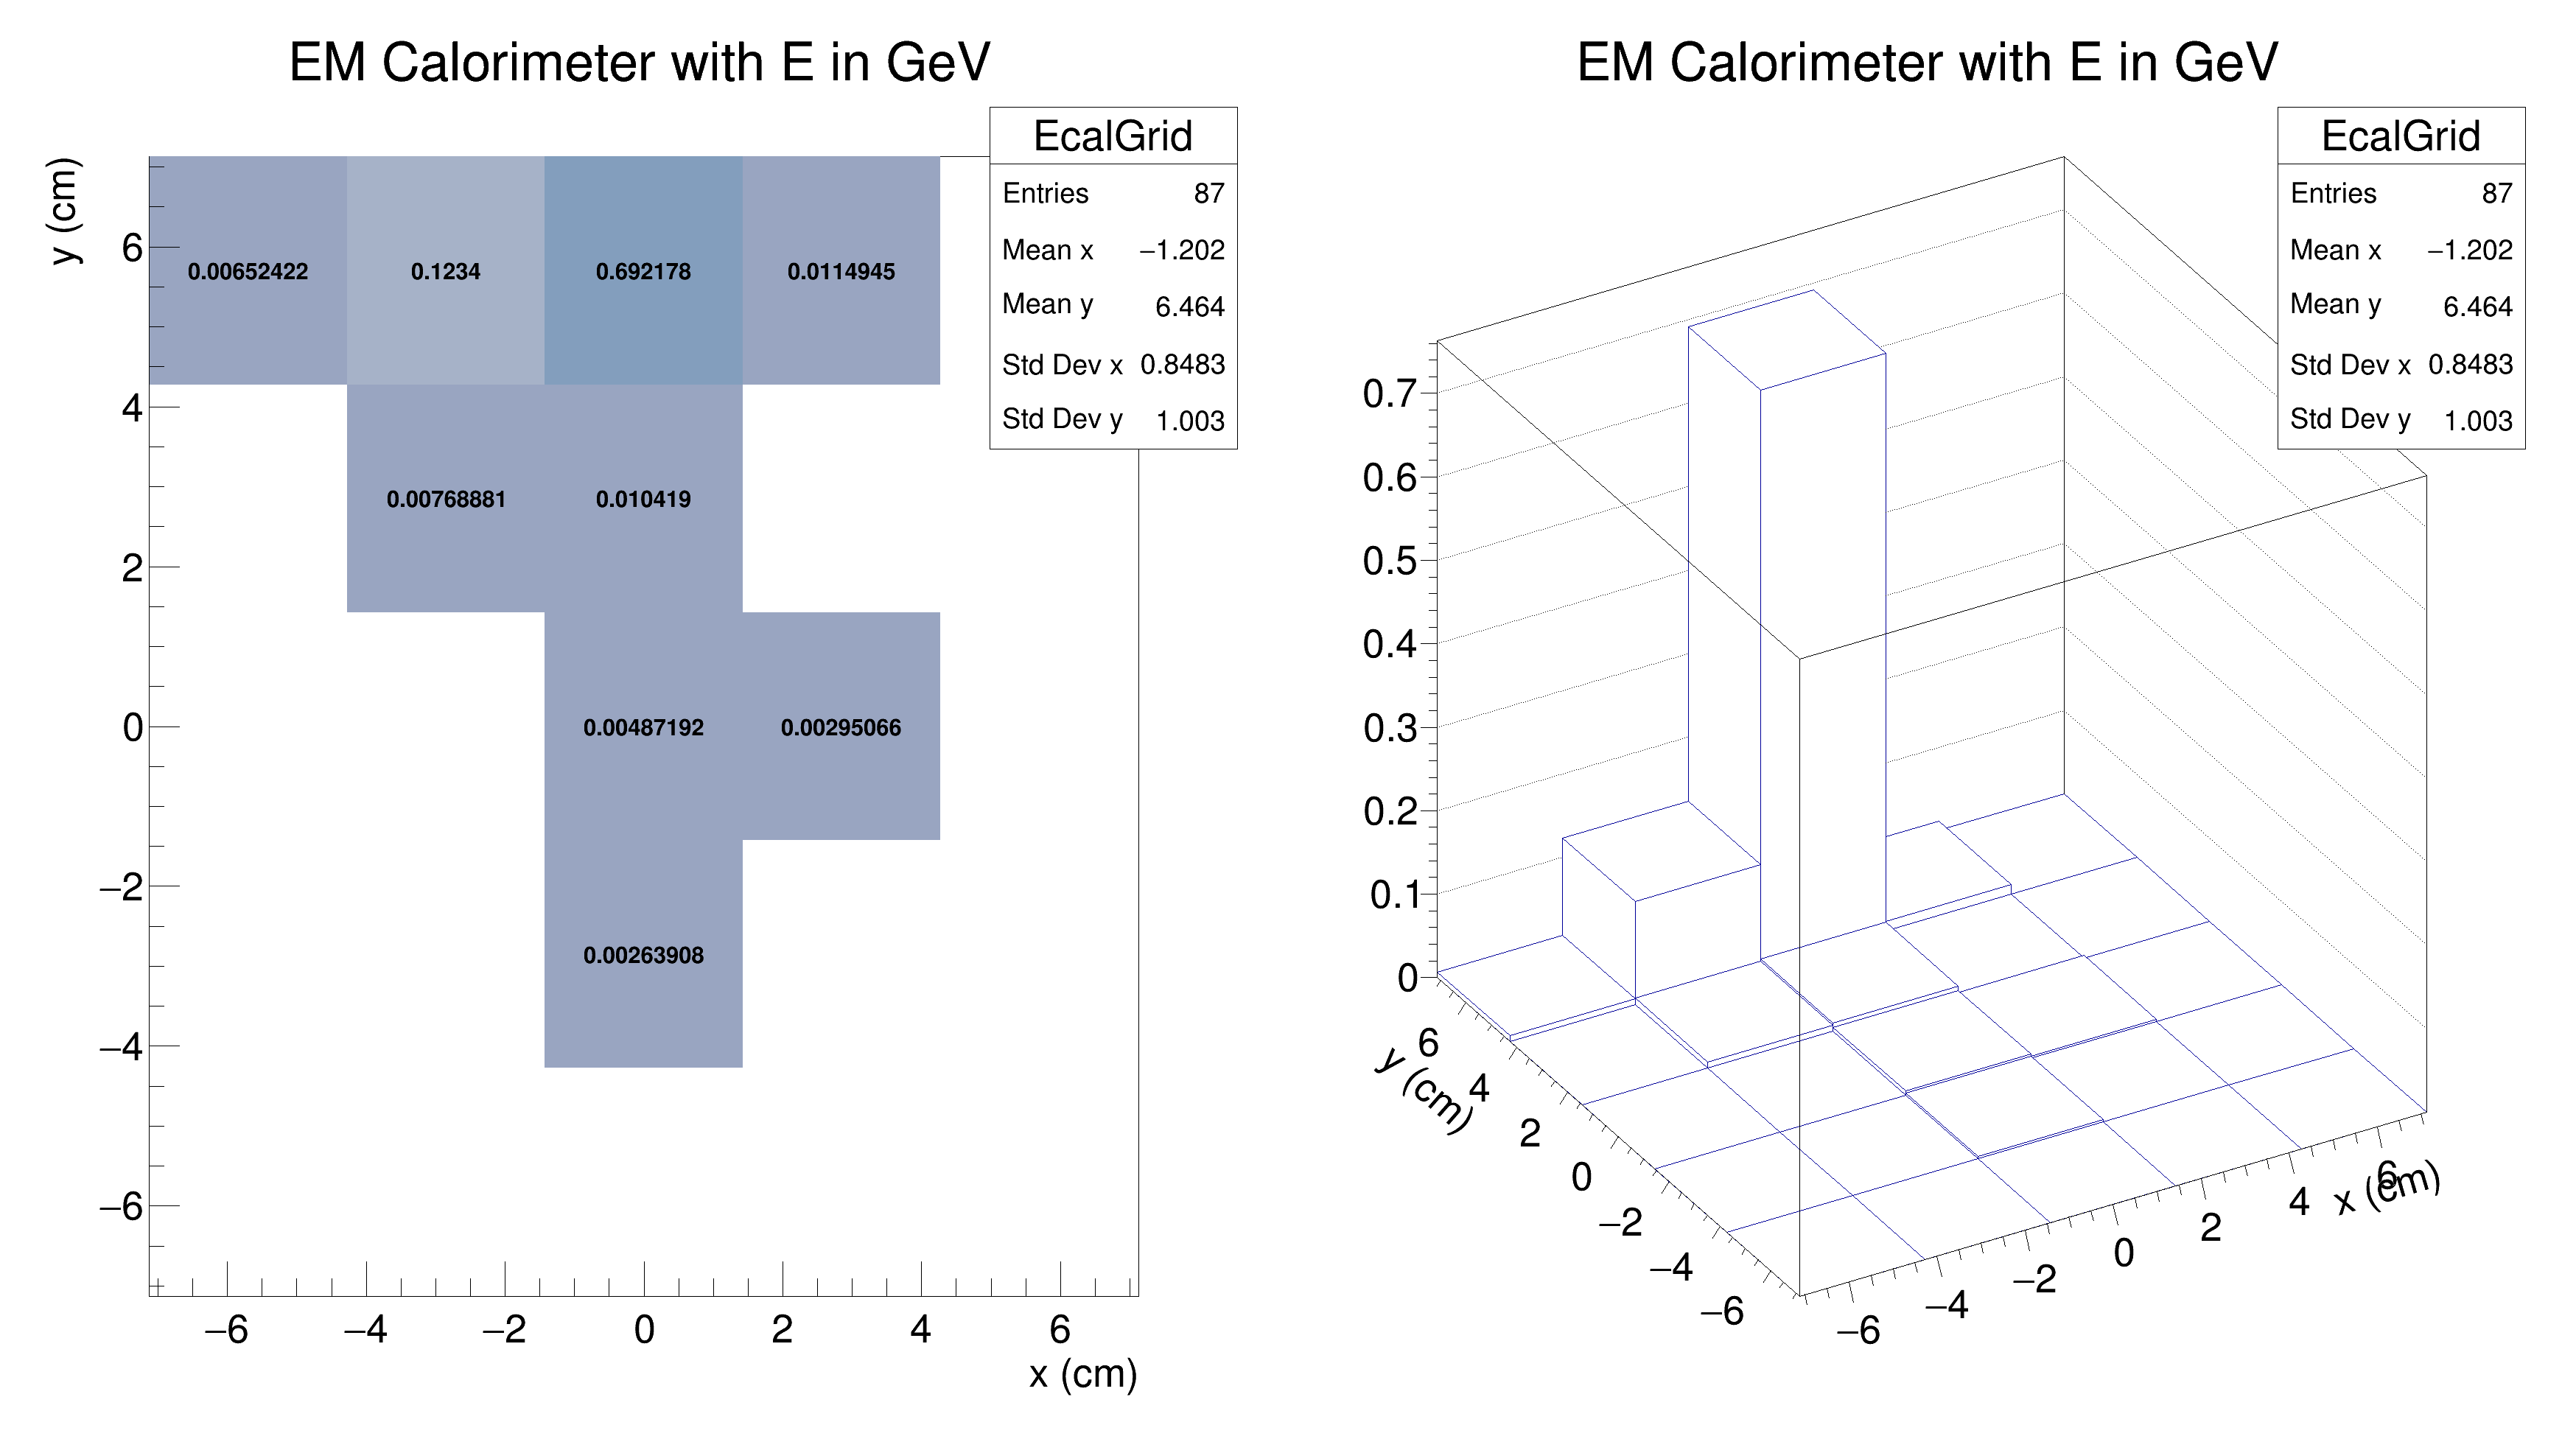 EM Calorimeter with E in GeV
EcalGrid
Entries 87
Mean x −1.202
Mean y 6.464
Std Dev x 0.8483
Std Dev y 1.003
y (cm)
6
4
2
0
−2
−4
−6
0.00652422 0.1234 0.692178 0.0114945
0.00768881 0.010419
0.00487192 0.00295066
0.00263908
−6 −4 −2 0 2 4 6
x (cm)
EM Calorimeter with E in GeV
EcalGrid
Entries 87
Mean x −1.202
Mean y 6.464
Std Dev x 0.8483
Std Dev y 1.003
0.7
0.6
0.5
0.4
0.3
0.2
0.1
0
6
4
2
0
−2
−4
−6
y (cm)
−6
−4
−2
0
2
4
6
x (cm)